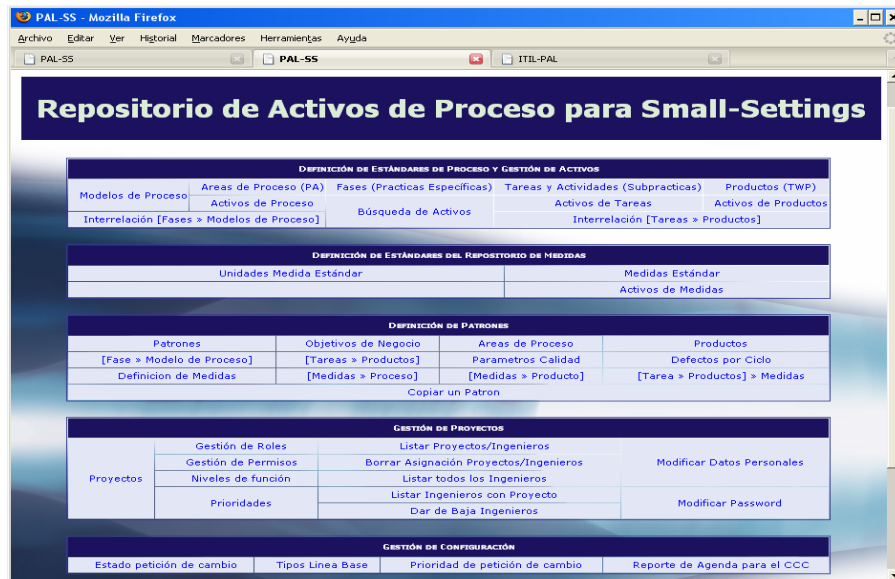 PAL-SS - Mozilla Firefox
Archivo Editar Ver Historial Marcadores Herramientas Ayuda
PAL-SS PAL-SS ITIL-PAL
Repositorio de Activos de Proceso para Small-Settings
Definición de Estándares de Proceso y Gestión de Activos
Modelos de Proceso Areas de Proceso (PA) Fases (Practicas Específicas) Tareas y Actividades (Subpracticas) Productos (TWP)
Activos de Proceso Búsqueda de Activos Activos de Tareas Activos de Productos
Interrelación [Fases » Modelos de Proceso] Interrelación [Tareas » Productos]
Definición de Estándares del Repositorio de Medidas
Unidades Medida Estándar Medidas Estándar
Activos de Medidas
Definición de Patrones
Patrones Objetivos de Negocio Areas de Proceso Productos
[Fase » Modelo de Proceso] [Tareas » Productos] Parametros Calidad Defectos por Ciclo
Definicion de Medidas [Medidas » Proceso] [Medidas » Producto] [Tarea » Productos] » Medidas
Copiar un Patron
Gestión de Proyectos
Proyectos Gestión de Roles Listar Proyectos/Ingenieros Modificar Datos Personales
Gestión de Permisos Borrar Asignación Proyectos/Ingenieros
Niveles de función Listar todos los Ingenieros
Prioridades Listar Ingenieros con Proyecto Modificar Password
Dar de Baja Ingenieros
Gestión de Configuración
Estado petición de cambio Tipos Linea Base Prioridad de petición de cambio Reporte de Agenda para el CCC